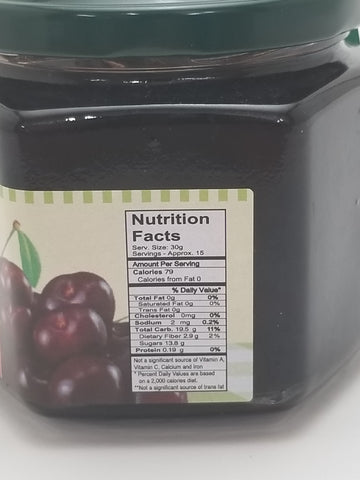 Nutrition
Facts
Serv. Size: 30g
Servings - Approx. 15
Amount Per Serving
Calories 79
Calories from Fat 0
% Daily Value*
Total Fat 0g 0%
Saturated Fat 0g 0%
Trans Fat 0g
Cholesterol 0mg 0%
Sodium 2 mg 0.2%
Total Carb. 19.5 g 11%
Dietary Fiber 2.9 g 2%
Sugars 13.8 g
Protein 0.19 g 0%
Not a significant source of Vitamin A,
Vitamin C, Calcium and Iron
* Percent Daily Values are based
on a 2,000 calories diet.
**Not a significant source of trans fat